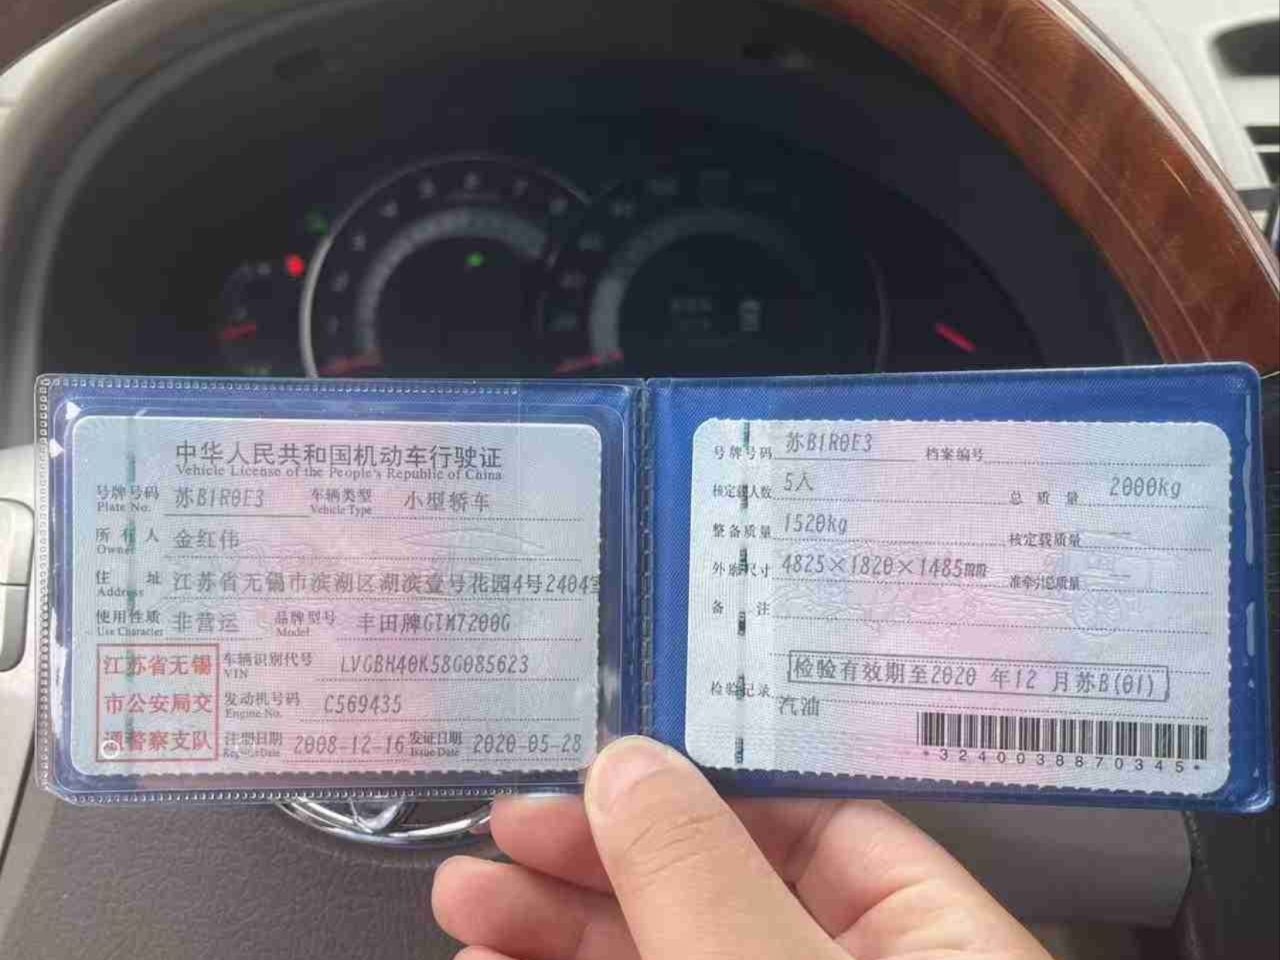 中华人民共和国机动车行驶证
Vehicle License of the People's Republic of China
号牌号码 苏B1R0E3 车辆类型 小型轿车
Plate No. Vehicle Type
所有人 金红伟
Owner
住址 江苏省无锡市滨湖区湖滨壹号花园4号2404室
Address
使用性质 非营运 品牌型号 丰田牌GTM7200G
Use Character Model
江苏省无锡
市公安局交
通警察支队
车辆识别代号 LVGBH40K58G085623
VIN
发动机号码 C569435
Engine No.
注册日期 2008-12-16 发证日期 2020-05-28
Register Date Issue Date
号牌号码 苏B1R0E3 档案编号
核定载人数 5人 总质量 2000kg
整备质量 1520kg 核定载质量 --
外廓尺寸 4825×1820×1485mm 准牵引总质量 --
备注
检验有效期至2020 年12 月苏B(01)
检验记录
汽油
*3240038870345*